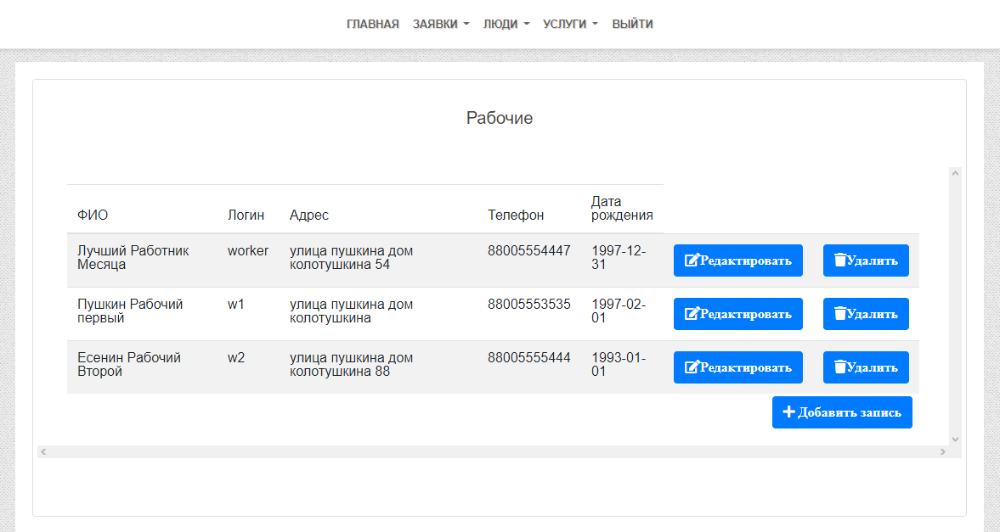 ГЛАВНАЯ ЗАЯВКИ ЛЮДИ УСЛУГИ ВЫЙТИ
Рабочие
ФИО Логин Адрес Телефон Дата
рождения
Лучший Работник worker улица пушкина дом 88005554447 1997-12-
Месяца колотушкина 54 31
Редактировать Удалить
Пушкин Рабочий w1 улица пушкина дом 88005553535 1997-02-
первый колотушкина 01
Редактировать Удалить
Есенин Рабочий w2 улица пушкина дом 88005555444 1993-01-
Второй колотушкина 88 01
Редактировать Удалить
Добавить запись